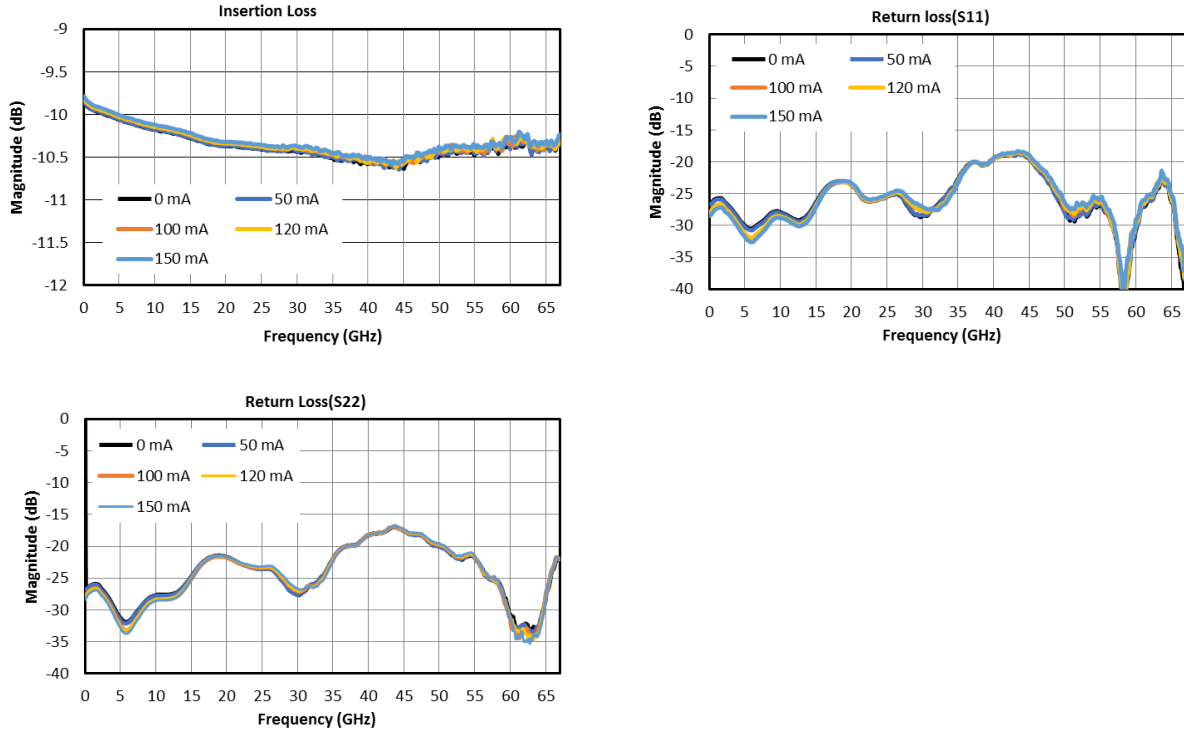 Insertion Loss
-9
-9.5
-10
-10.5
-11
-11.5
-12
Magnitude (dB)
0 mA
50 mA
100 mA
120 mA
150 mA
0 5 10 15 20 25 30 35 40 45 50 55 60 65
Frequency (GHz)
Return loss(S11)
0
-5
-10
-15
-20
-25
-30
-35
-40
Magnitude (dB)
0 mA
50 mA
100 mA
120 mA
150 mA
0 5 10 15 20 25 30 35 40 45 50 55 60 65
Frequency (GHz)
Return Loss(S22)
0
-5
-10
-15
-20
-25
-30
-35
-40
Magnitude (dB)
0 mA
50 mA
100 mA
120 mA
150 mA
0 5 10 15 20 25 30 35 40 45 50 55 60 65
Frequency (GHz)